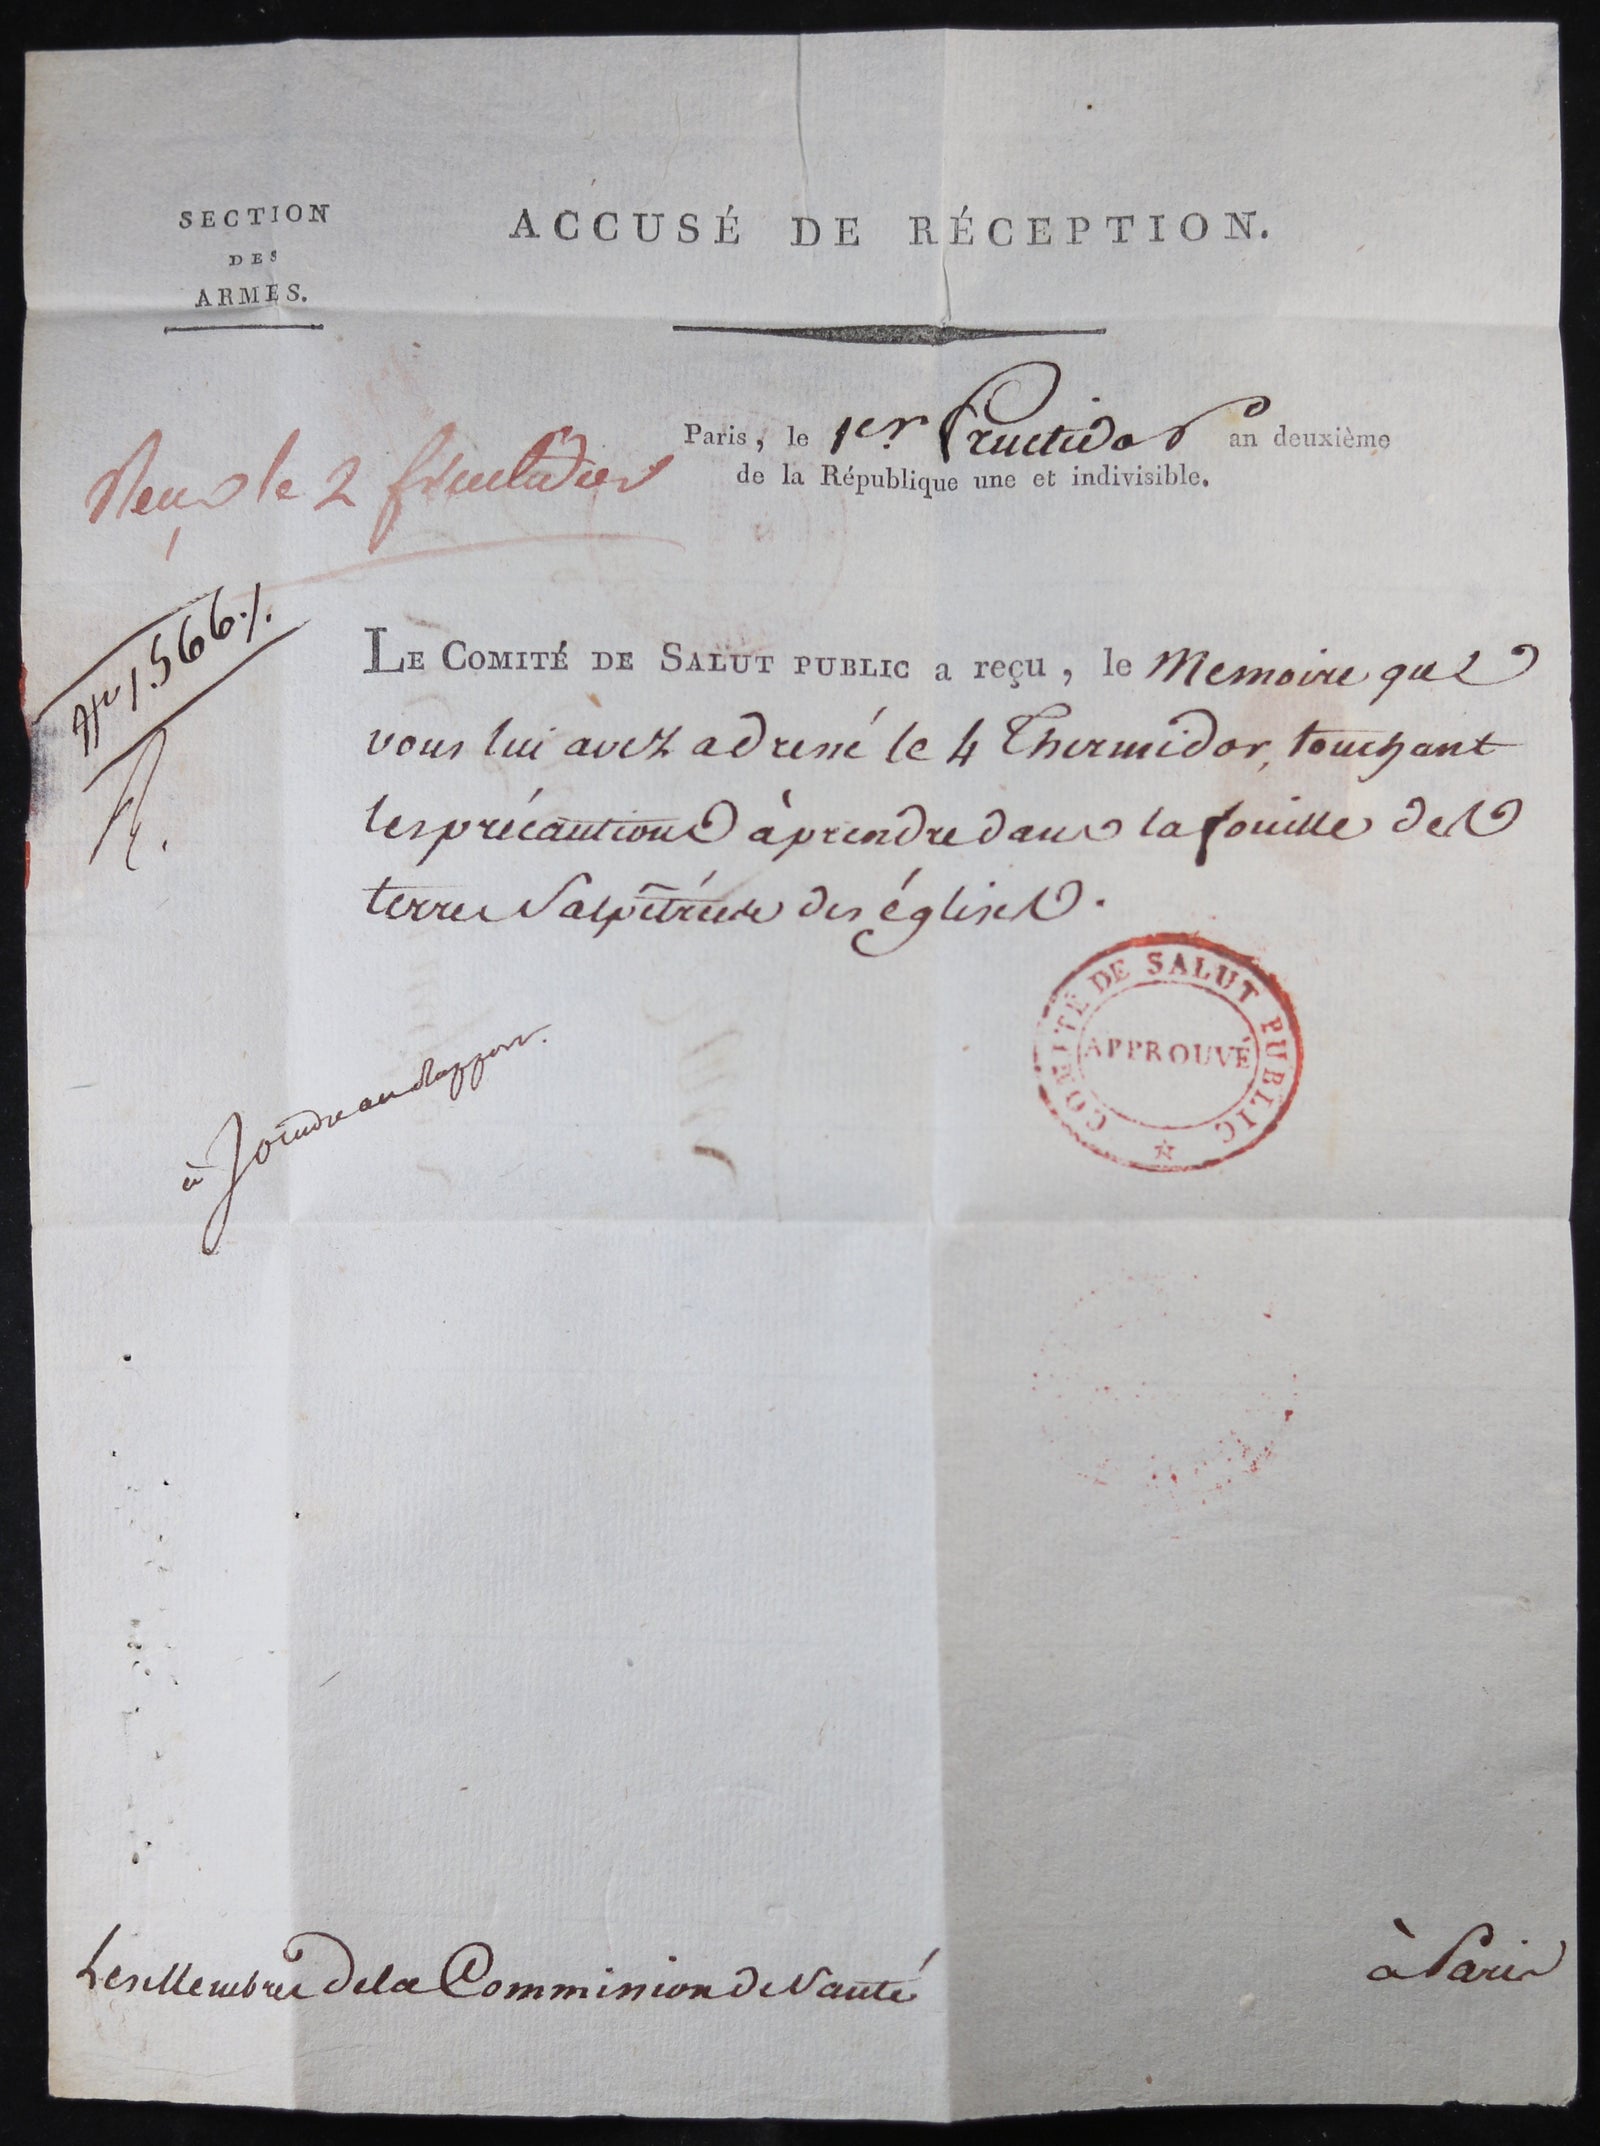 SECTION
DES
ARMES.
ACCUSÉ DE RÉCEPTION.
Paris, le 1er. Fructidor an deuxième
de la République une et indivisible.
Reçu le 2 fructidor
No 1.566./.
R.
LE COMITÉ DE SALUT PUBLIC a reçu, le Memoire que
vous lui avez adressé le 4 Thermidor, touchant
les précautions à prendre dans la fouille des
terres Salpêtrées des églises.
COMITÉ DE SALUT PUBLIC
APPROUVÉ
à Joindre au Rapport.
Les Membres de la Commission de Santé
à Paris